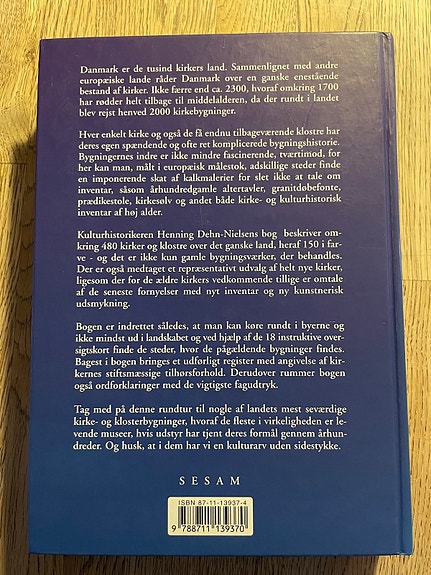 Danmark er de tusind kirkers land. Sammenlignet med andre
europæiske lande råder Danmark over en ganske enestående
bestand af kirker. Ikke færre end ca. 2300, hvoraf omkring 1700
har rødder helt tilbage til middelalderen, da der rundt i landet
blev rejst henved 2000 kirkebygninger.
Hver enkelt kirke og også de få endnu tilbageværende klostre har
deres egen spændende og ofte ret komplicerede bygningshistorie.
Bygningernes indre er ikke mindre fascinerende, tværtimod, for
her kan man, målt i europæisk målestok, adskillige steder finde
en imponerende skat af kalkmalerier for slet ikke at tale om
inventar, såsom århundredgamle altertavler, granitdøbefonte,
prædikestole, kirkesølv og andet både kirke- og kulturhistorisk
inventar af høj alder.
Kulturhistorikeren Henning Dehn-Nielsens bog beskriver om-
kring 480 kirker og klostre over det ganske land, heraf 150 i far-
ve - og det er ikke kun gamle bygningsværker, der behandles.
Der er også medtaget et repræsentativt udvalg af helt nye kirker,
ligesom der for de ældre kirkers vedkommende tillige er omtale
af de seneste fornyelser med nyt inventar og ny kunstnerisk
udsmykning.
Bogen er indrettet således, at man kan køre rundt i byerne og
ikke mindst ud i landskabet og ved hjælp af de 18 instruktive over-
sigtskort finde de steder, hvor de pågældende bygninger findes.
Bagest i bogen bringes et udførligt register med angivelse af kir-
kernes stiftsmæssige tilhørsforhold. Derudover rummer bogen
også ordforklaringer med de vigtigste fagudtryk.
Tag med på denne rundtur til nogle af landets mest seværdige
kirke- og klosterbygninger, hvoraf de fleste i virkeligheden er le-
vende museer, hvis udstyr har tjent deres formål gennem århun-
dreder. Og husk, at i dem har vi en kulturarv uden sidestykke.
SESAM
ISBN 87-11-13937-4
9 788711 139370